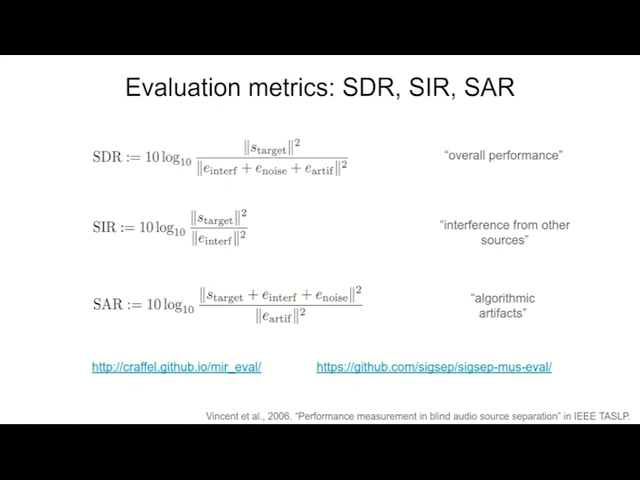 Evaluation metrics: SDR, SIR, SAR
SDR := 10 log₁₀ ‖s_target‖² / ‖e_interf + e_noise + e_artif‖²
"overall performance"
SIR := 10 log₁₀ ‖s_target‖² / ‖e_interf‖²
"interference from other
sources"
SAR := 10 log₁₀ ‖s_target + e_interf + e_noise‖² / ‖e_artif‖²
"algorithmic
artifacts"
http://craffel.github.io/mir_eval/
https://github.com/sigsep/sigsep-mus-eval/
Vincent et al., 2006. "Performance measurement in blind audio source separation" in IEEE TASLP.